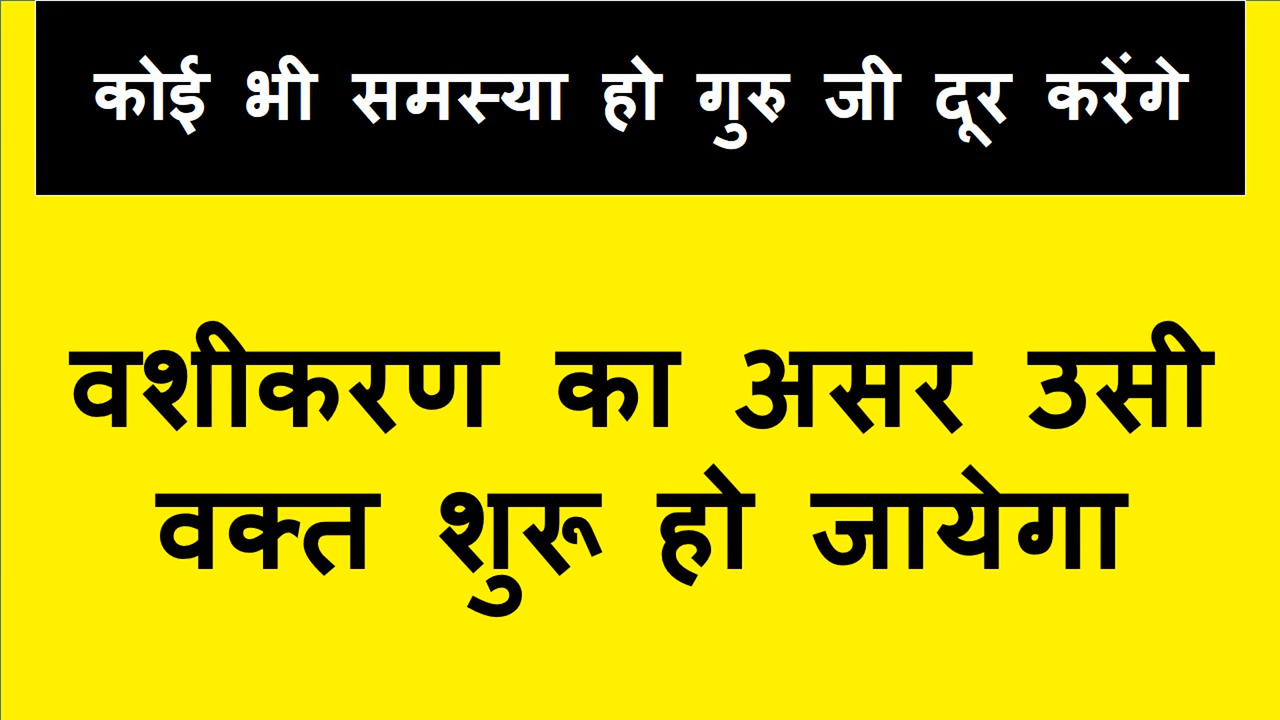 कोई भी समस्या हो गुरु जी दूर करेंगे
वशीकरण का असर उसी
वक्त शुरू हो जायेगा